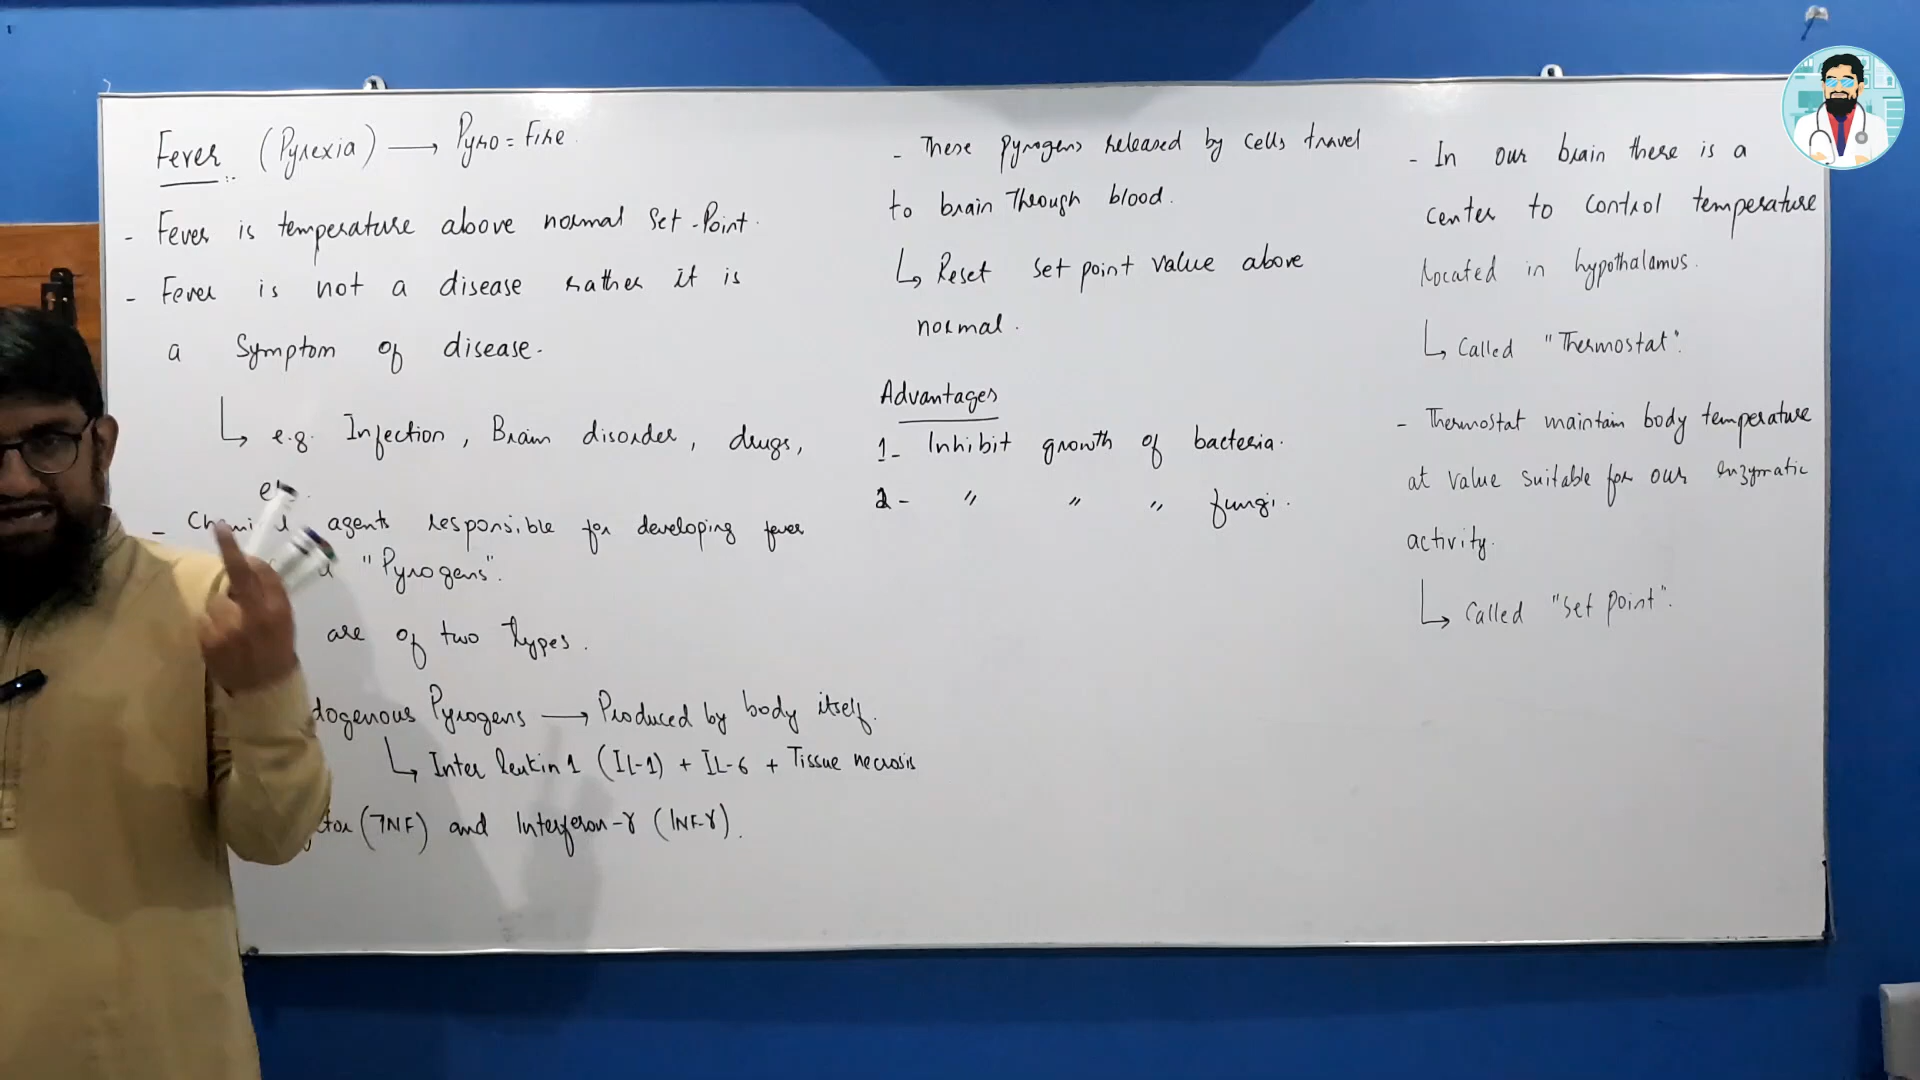 Fever (Pyrexia) → Pyro = Fire.
- Fever is temperature above normal Set-Point.
- Fever is not a disease rather it is
a Symptom of disease.
↳ e.g. Infection, Brain disorder, drugs,
- agents responsible for developing fever
"Pyrogens".
are of two types.
dogenous Pyrogens → Produced by body itself.
↳ Inter leukin 1 (IL-1) + IL-6 + Tissue necrosis
(TNF) and Interferon-γ (INF-γ).
- These pyrogens released by cells travel
to brain Through blood.
↳ Reset set point value above
normal.
Advantages
1- Inhibit growth of bacteria.
2- " " " fungi.
- In our brain there is a
center to control temperature
located in hypothalamus.
↳ Called "Thermostat".
- Thermostat maintain body temperature
at value suitable for our enzymatic
activity.
↳ Called "Set point".